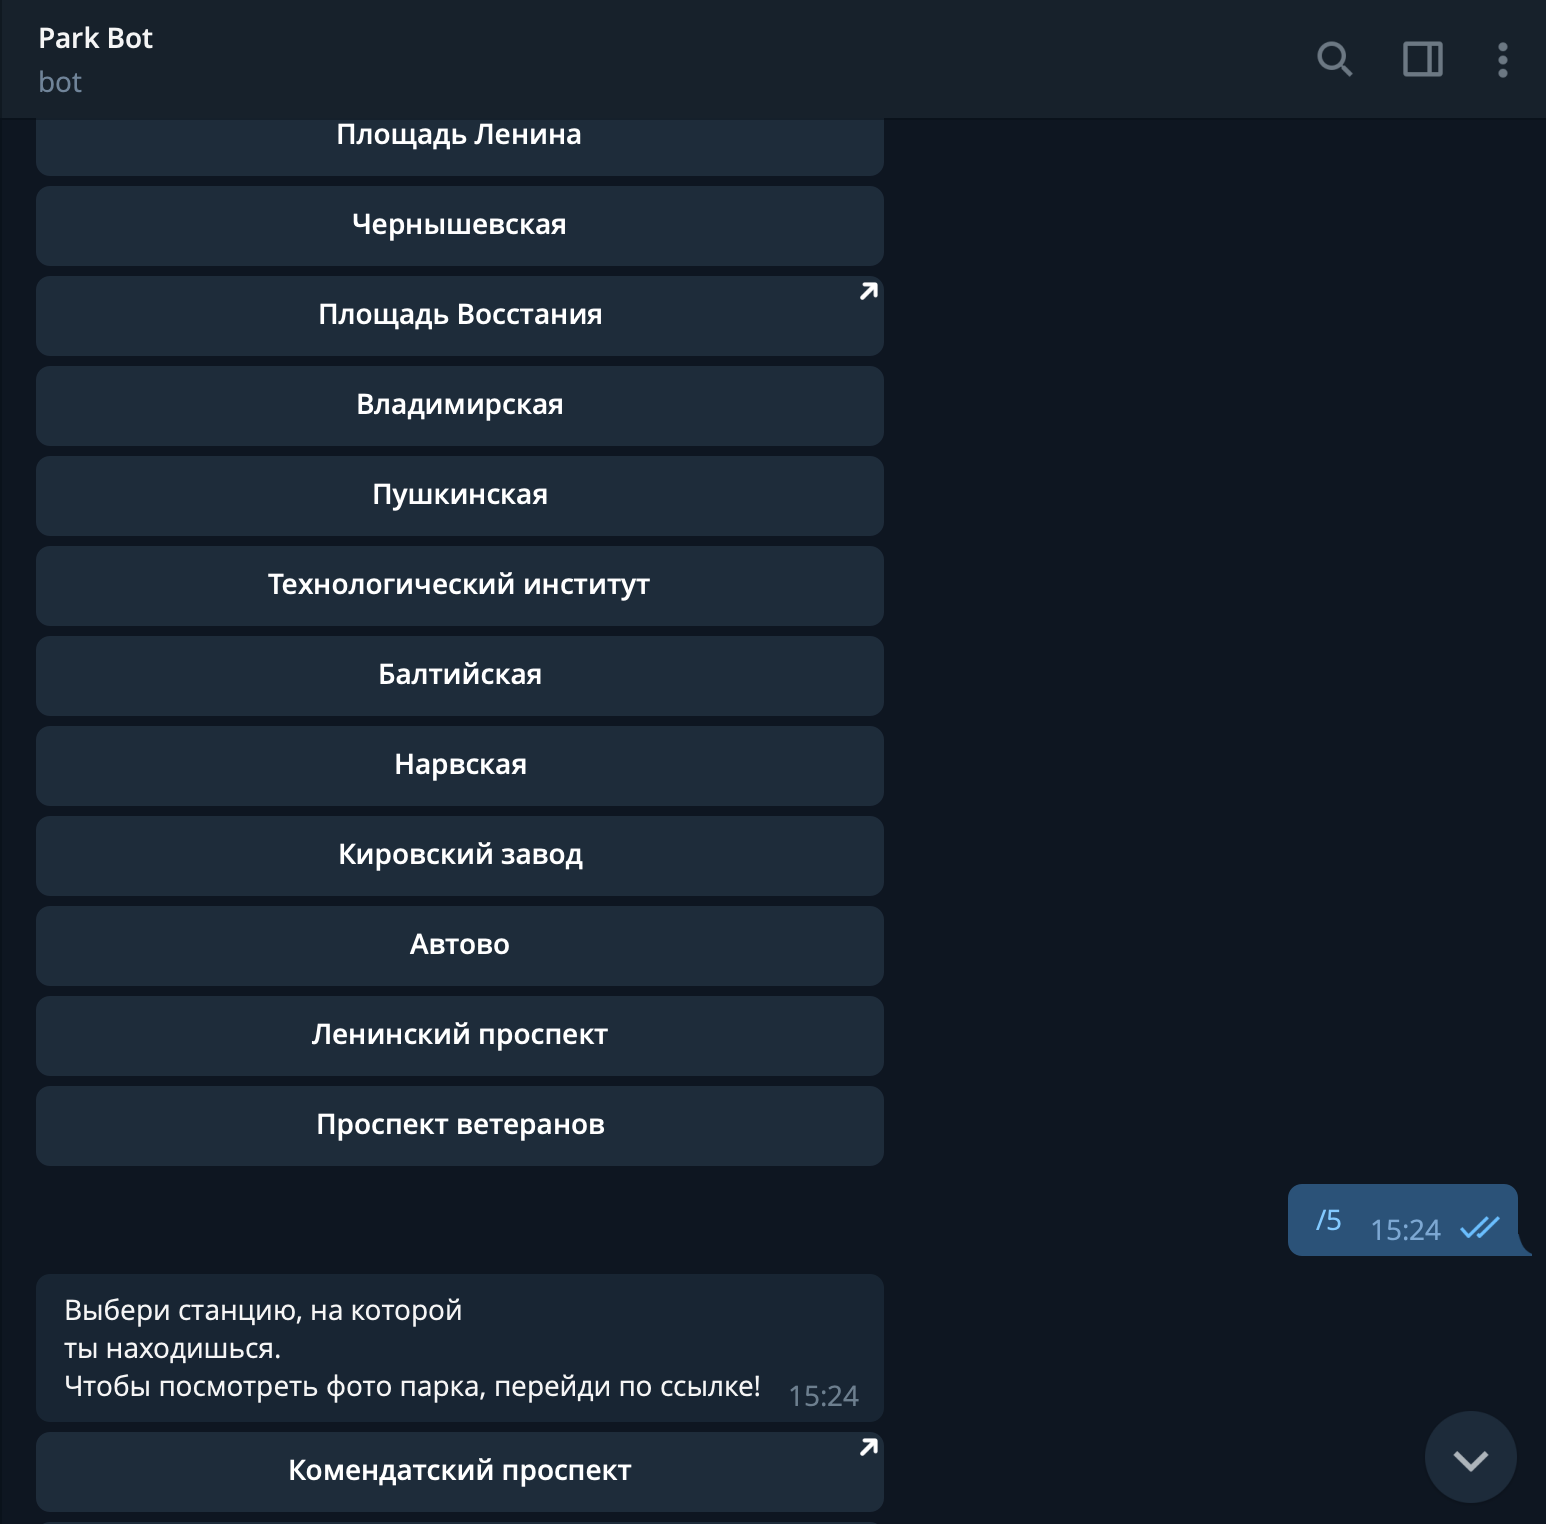 Park Bot
bot
Площадь Ленина
Чернышевская
Площадь Восстания
Владимирская
Пушкинская
Технологический институт
Балтийская
Нарвская
Кировский завод
Автово
Ленинский проспект
Проспект ветеранов
/5 15:24
Выбери станцию, на которой
ты находишься.
Чтобы посмотреть фото парка, перейди по ссылке! 15:24
Комендатский проспект